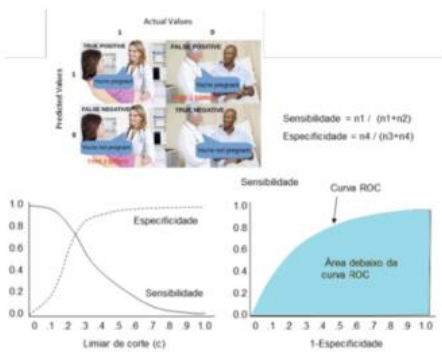 Actual Values
1 0
Predicted Values
1
TRUE POSITIVE
You're pregnant
FALSE POSITIVE
You're pregnant
0
FALSE NEGATIVE
You're not pregnant
TRUE NEGATIVE
You're not pregnant
Sensibilidade = n1 / (n1+n2)
Especificidade = n4 / (n3+n4)
1.0
0.8
0.6
0.4
0.2
0.0
Especificidade
Sensibilidade
0 .1 .2 .3 .4 .5 .6 .7 .8 .9 1.0
Limiar de corte (c)
Sensibilidade
Curva ROC
1.0
0.8
0.6
0.4
0.2
0.0
Área debaixo da
curva ROC
0 .1 .2 .3 .4 .5 .6 .7 .8 .9 1.0
1-Especificidade